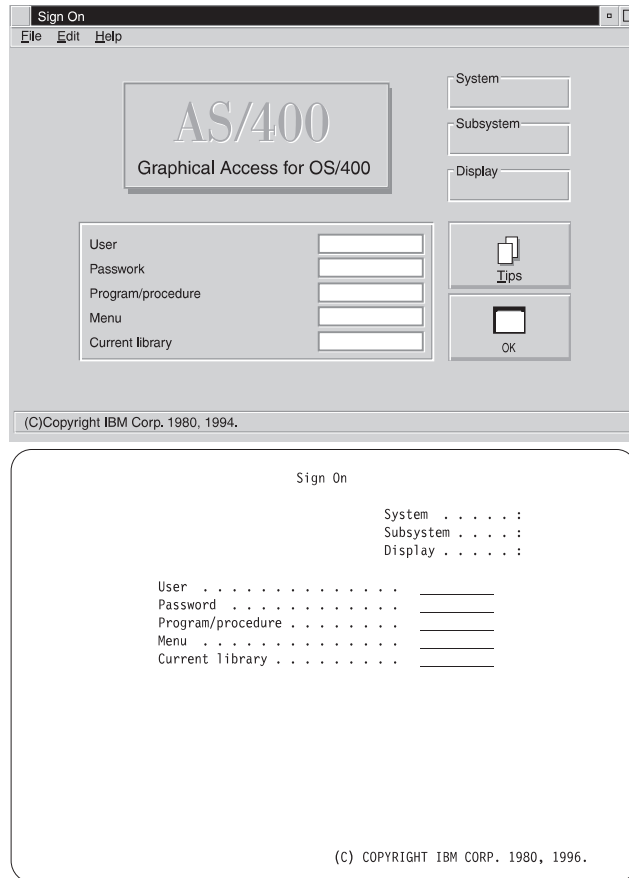 Sign On
File Edit Help
AS/400
Graphical Access for OS/400
System
Subsystem
Display
User
Passwork
Program/procedure
Menu
Current library
Tips
OK
(C)Copyright IBM Corp. 1980, 1994.
Sign On
System . . . . . :
Subsystem . . . . :
Display . . . . . :
User . . . . . . . . . . . . . .
Password . . . . . . . . . . . .
Program/procedure . . . . . . . .
Menu . . . . . . . . . . . . . .
Current library . . . . . . . . .
(C) COPYRIGHT IBM CORP. 1980, 1996.